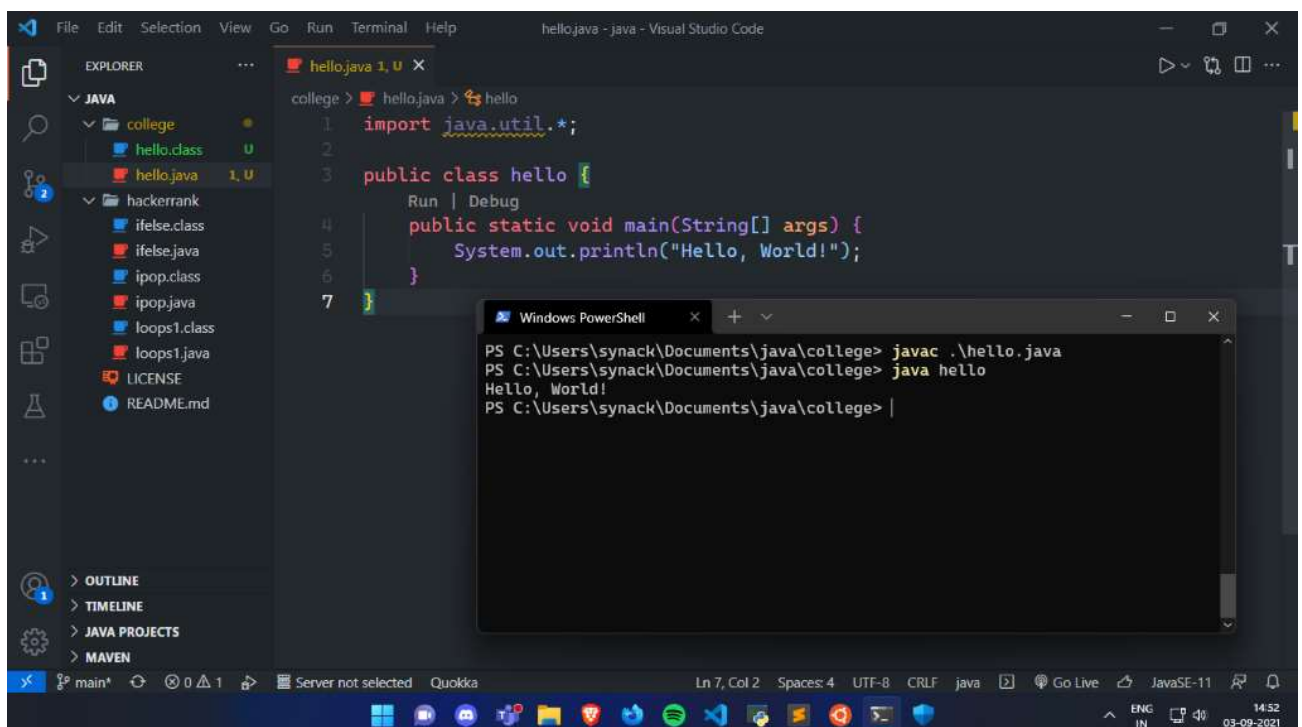 File Edit Selection View Go Run Terminal Help hello.java - java - Visual Studio Code
EXPLORER
JAVA
college
hello.class U
hello.java 1, U
hackerrank
ifelse.class
ifelse.java
ipop.class
ipop.java
loops1.class
loops1.java
LICENSE
README.md
OUTLINE
TIMELINE
JAVA PROJECTS
MAVEN
hello.java 1, U
college > hello.java > hello
1 import java.util.*;
2
3 public class hello {
Run | Debug
4 public static void main(String[] args) {
5 System.out.println("Hello, World!");
6 }
7 }
Windows PowerShell
PS C:\Users\synack\Documents\java\college> javac .\hello.java
PS C:\Users\synack\Documents\java\college> java hello
Hello, World!
PS C:\Users\synack\Documents\java\college>
2
1
main* 0 1 Server not selected Quokka Ln 7, Col 2 Spaces: 4 UTF-8 CRLF java Go Live JavaSE-11
ENG 14:52
IN 03-09-2021